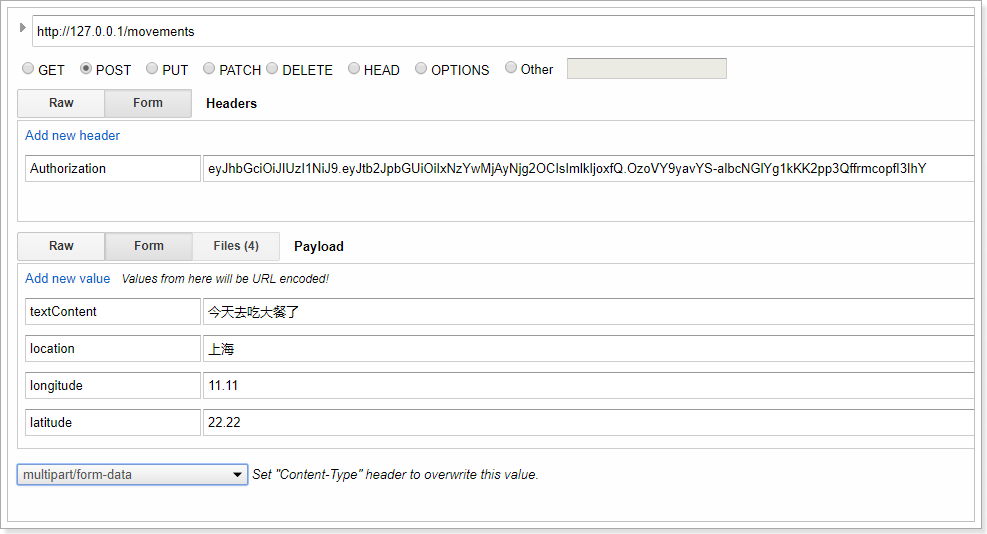 http://127.0.0.1/movements
GET POST PUT PATCH DELETE HEAD OPTIONS Other
Raw Form Headers
Add new header
Authorization eyJhbGciOiJIUzI1NiJ9.eyJtb2JpbGUiOiIxNzYwMjAyNjg2OCIsImlkIjoxfQ.OzoVY9yavYS-albcNGlYg1kKK2pp3Qffrmcopfl3lhY
Raw Form Files (4) Payload
Add new value Values from here will be URL encoded!
textContent 今天去吃大餐了
location 上海
longitude 11.11
latitude 22.22
multipart/form-data Set "Content-Type" header to overwrite this value.